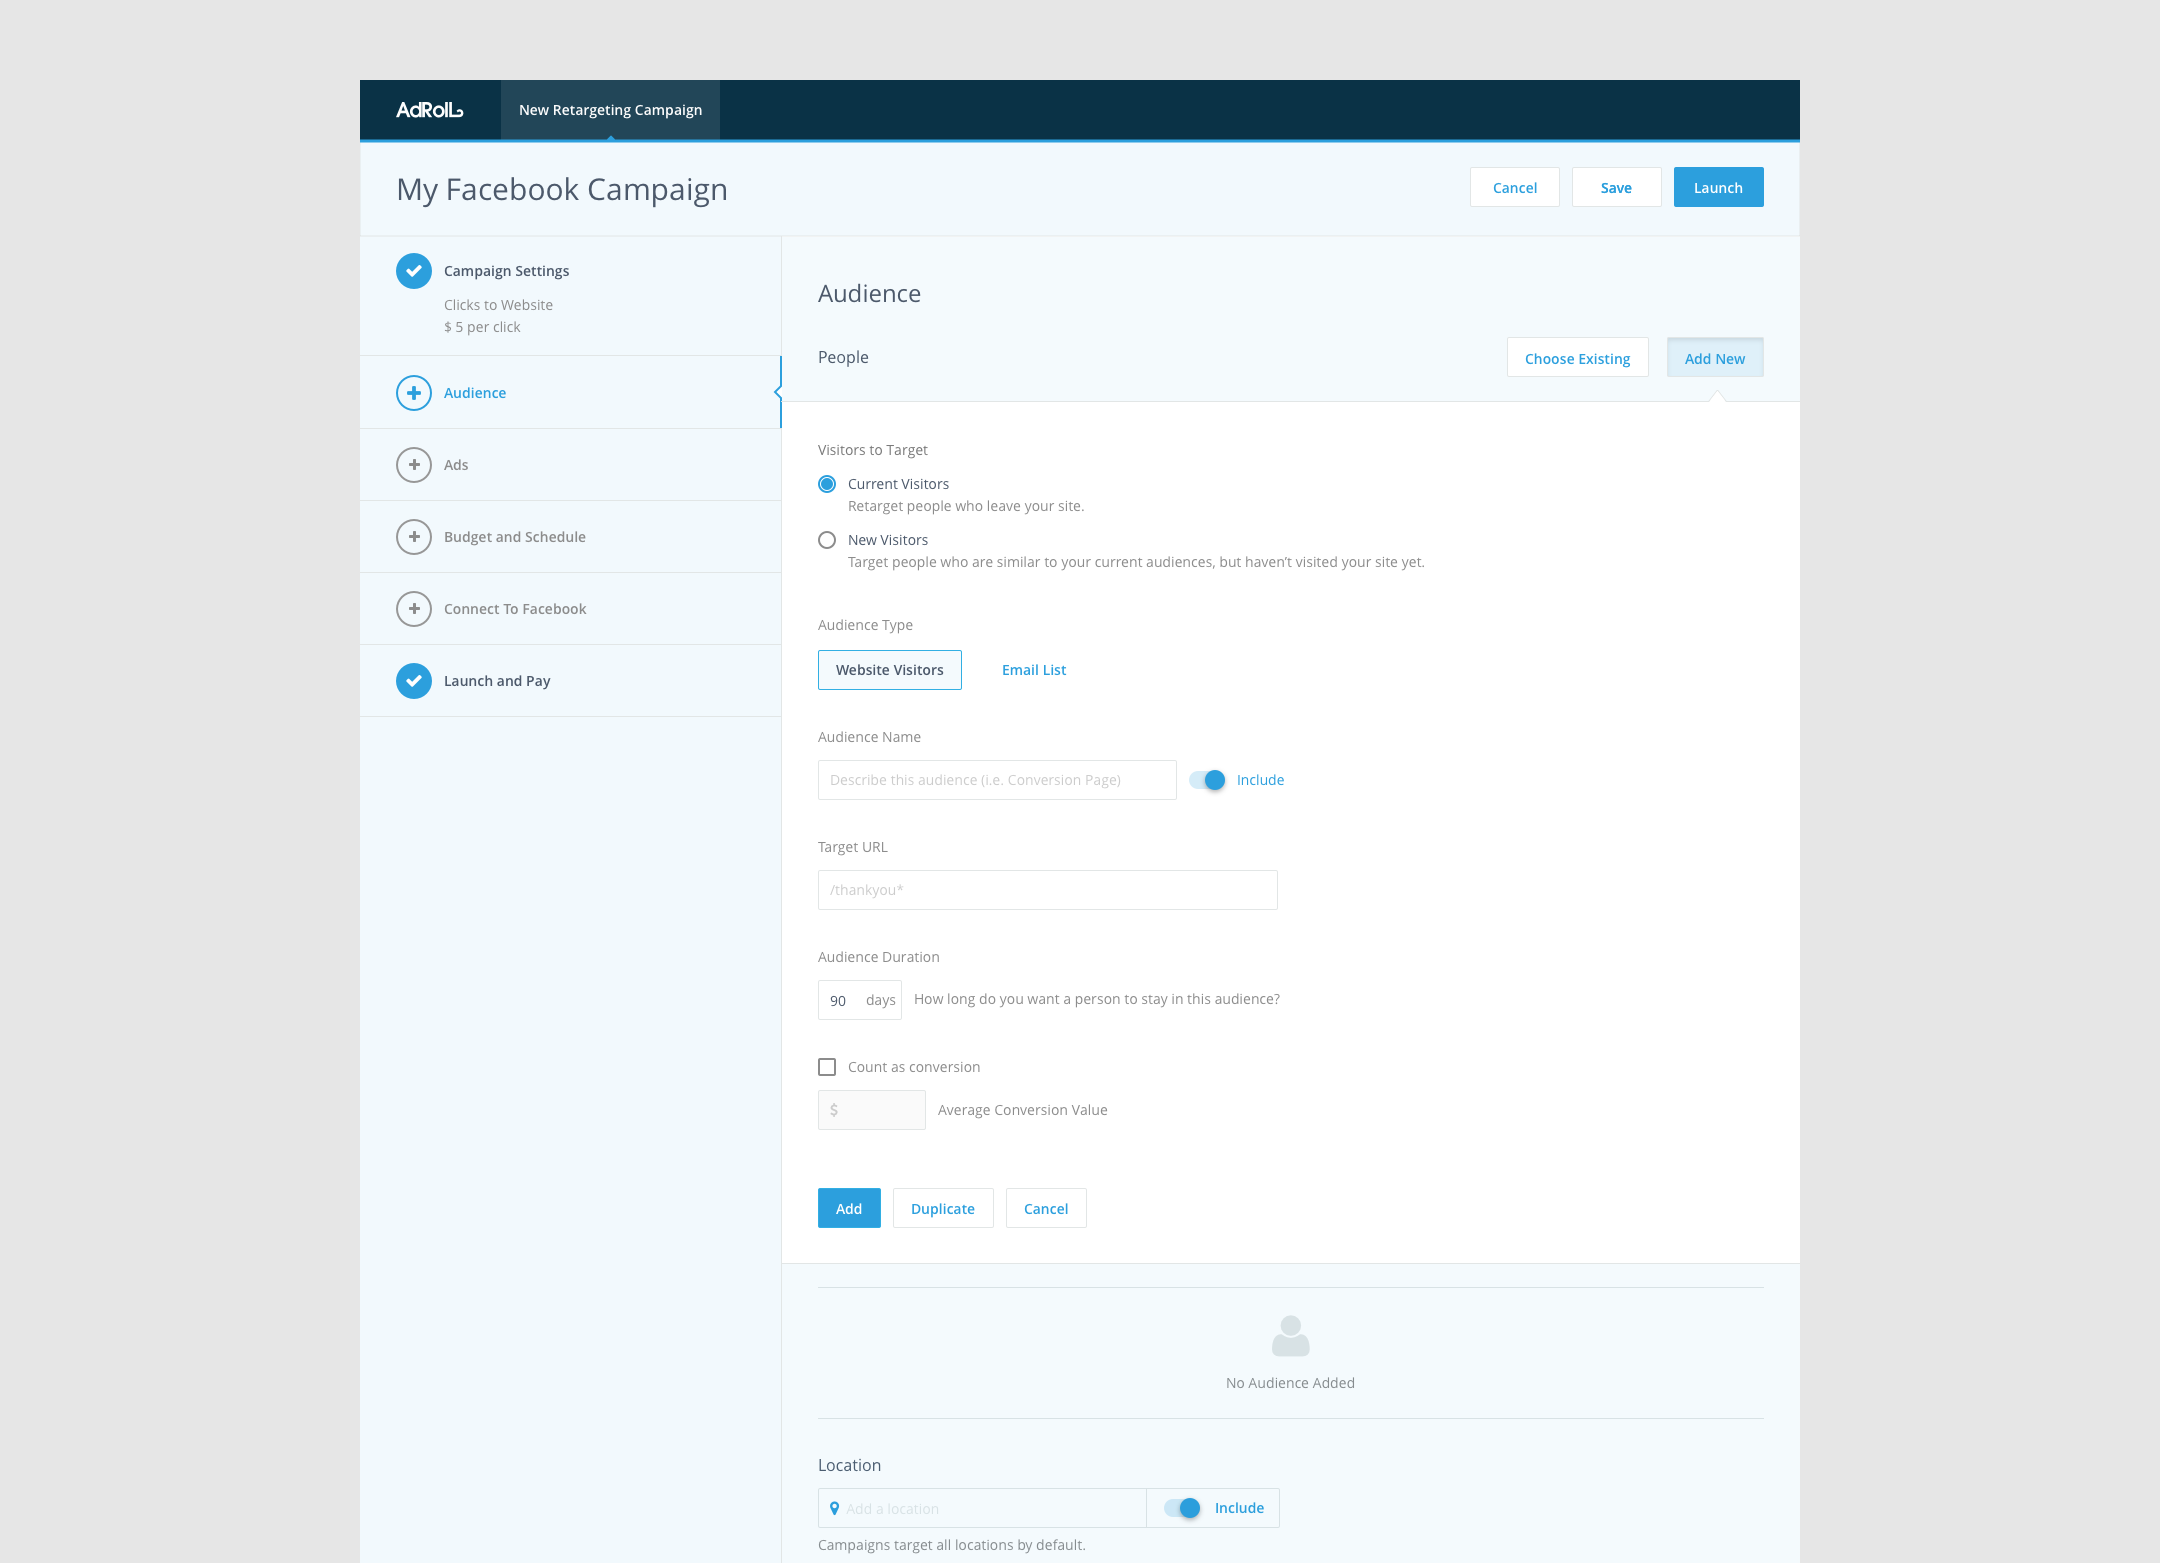 AdRoll
New Retargeting Campaign
My Facebook Campaign
Cancel
Save
Launch
Campaign Settings
Clicks to Website
$ 5 per click
Audience
Ads
Budget and Schedule
Connect To Facebook
Launch and Pay
Audience
People
Choose Existing
Add New
Visitors to Target
Current Visitors
Retarget people who leave your site.
New Visitors
Target people who are similar to your current audiences, but haven’t visited your site yet.
Audience Type
Website Visitors
Email List
Audience Name
Describe this audience (i.e. Conversion Page)
Include
Target URL
/thankyou*
Audience Duration
90 days
How long do you want a person to stay in this audience?
Count as conversion
$
Average Conversion Value
Add
Duplicate
Cancel
No Audience Added
Location
Add a location
Include
Campaigns target all locations by default.